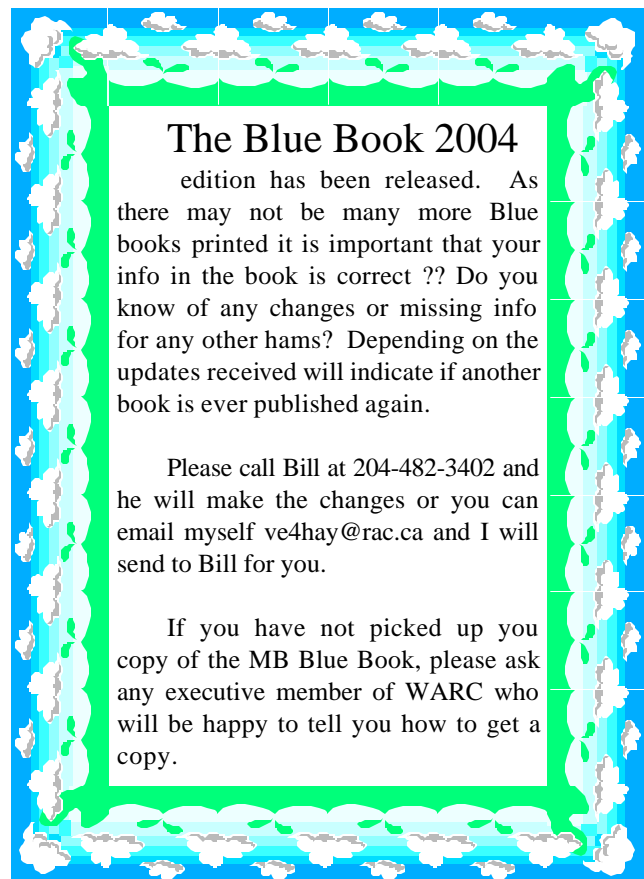 The Blue Book 2004
edition has been released. As
there may not be many more Blue
books printed it is important that your
info in the book is correct ?? Do you
know of any changes or missing info
for any other hams? Depending on the
updates received will indicate if another
book is ever published again.
Please call Bill at 204-482-3402 and
he will make the changes or you can
email myself ve4hay@rac.ca and I will
send to Bill for you.
If you have not picked up you
copy of the MB Blue Book, please ask
any executive member of WARC who
will be happy to tell you how to get a
copy.